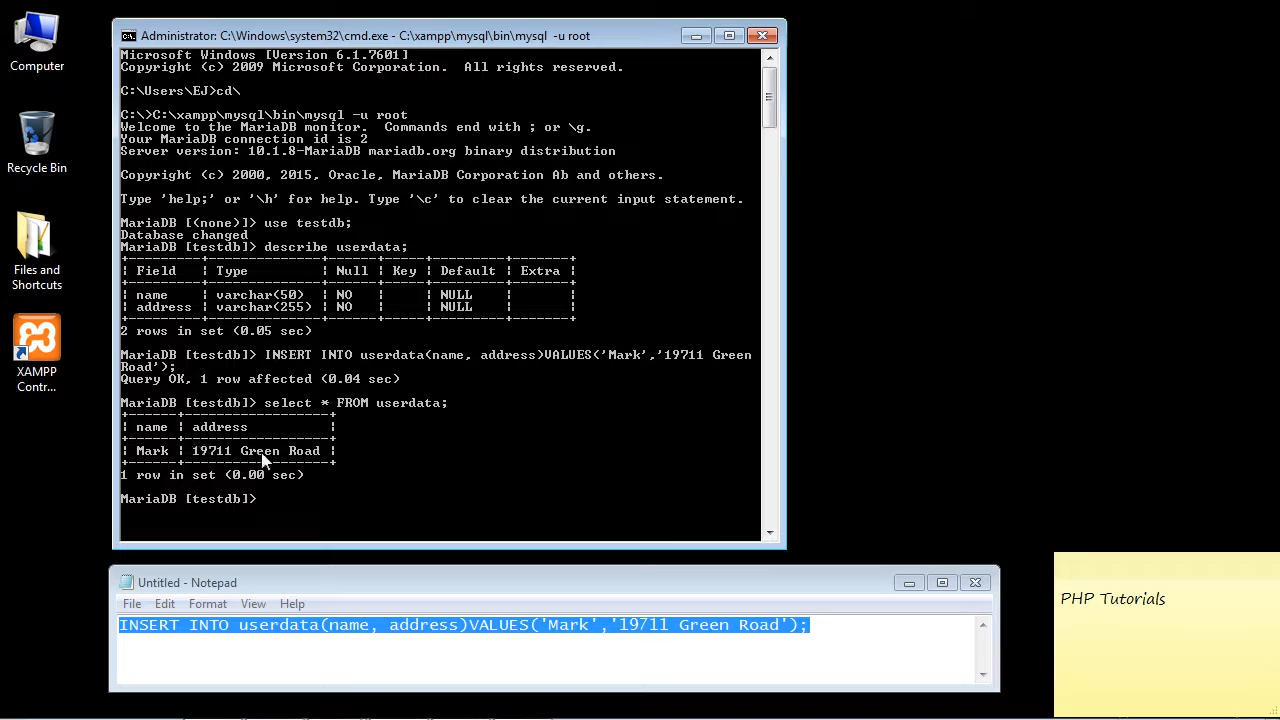 Computer
Recycle Bin
Files and
Shortcuts
XAMPP
Contr...
Administrator: C:\Windows\system32\cmd.exe - C:\xampp\mysql\bin\mysql -u root
Microsoft Windows [Version 6.1.7601]
Copyright (c) 2009 Microsoft Corporation.  All rights reserved.
C:\Users\EJ>cd\
C:\>C:\xampp\mysql\bin\mysql -u root
Welcome to the MariaDB monitor.  Commands end with ; or \g.
Your MariaDB connection id is 2
Server version: 10.1.8-MariaDB mariadb.org binary distribution
Copyright (c) 2000, 2015, Oracle, MariaDB Corporation Ab and others.
Type 'help;' or '\h' for help. Type '\c' to clear the current input statement.
MariaDB [(none)]> use testdb;
Database changed
MariaDB [testdb]> describe userdata;
+---------+--------------+------+-----+---------+-------+
| Field   | Type         | Null | Key | Default | Extra |
+---------+--------------+------+-----+---------+-------+
| name    | varchar(50)  | NO   |     | NULL    |       |
| address | varchar(255) | NO   |     | NULL    |       |
+---------+--------------+------+-----+---------+-------+
2 rows in set (0.05 sec)
MariaDB [testdb]> INSERT INTO userdata(name, address)VALUES('Mark','19711 Green
Road');
Query OK, 1 row affected (0.04 sec)
MariaDB [testdb]> select * FROM userdata;
+------+------------------+
| name | address          |
+------+------------------+
| Mark | 19711 Green Road |
+------+------------------+
1 row in set (0.00 sec)
MariaDB [testdb]>
Untitled - Notepad
File Edit Format View Help
INSERT INTO userdata(name, address)VALUES('Mark','19711 Green Road');
PHP Tutorials